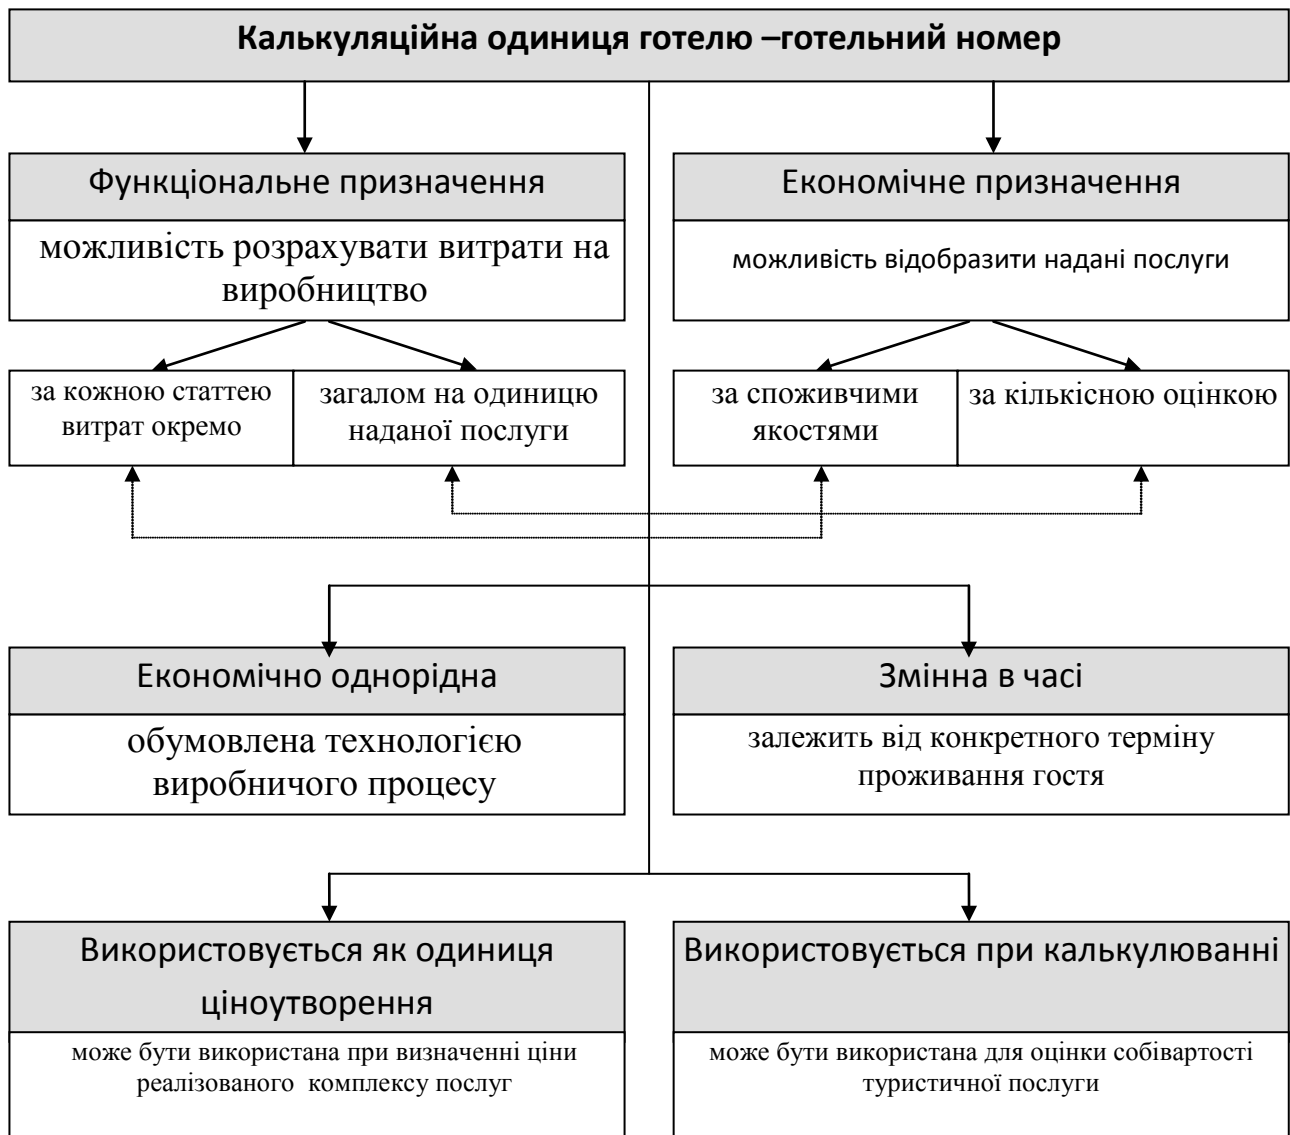 Калькуляційна одиниця готелю –готельний номер
Функціональне призначення
можливість розрахувати витрати на
виробництво
Економічне призначення
можливість відобразити надані послуги
за кожною статтею
витрат окремо
загалом на одиницю
наданої послуги
за споживчими
якостями
за кількісною оцінкою
Економічно однорідна
обумовлена технологією
виробничого процесу
Змінна в часі
залежить від конкретного терміну
проживання гостя
Використовується як одиниця
ціноутворення
може бути використана при визначенні ціни
реалізованого комплексу послуг
Використовується при калькулюванні
може бути використана для оцінки собівартості
туристичної послуги